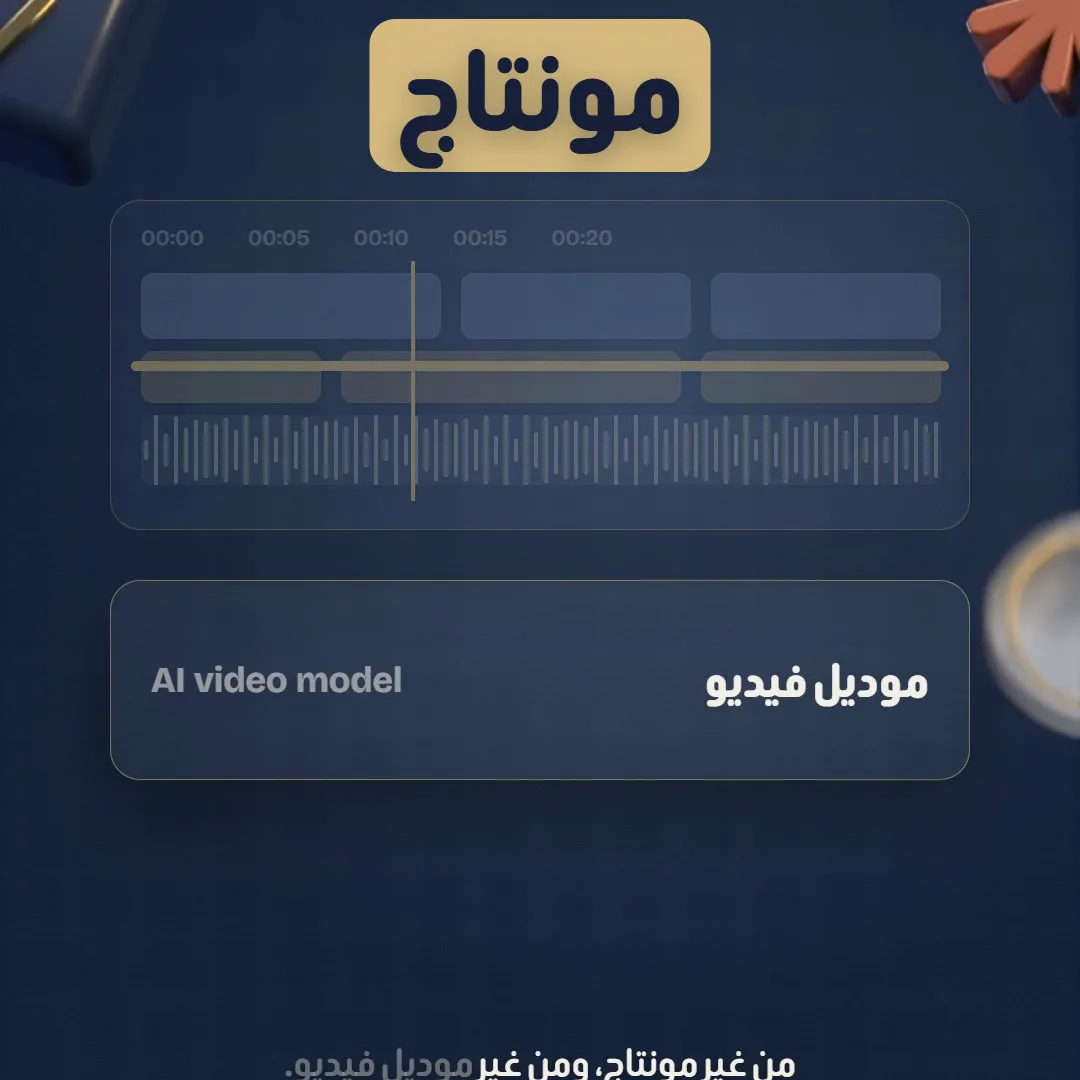 مونتاج
00:00 00:05 00:10 00:15 00:20
موديل فيديو AI video model
من غير مونتاج، ومن غير موديل فيديو.